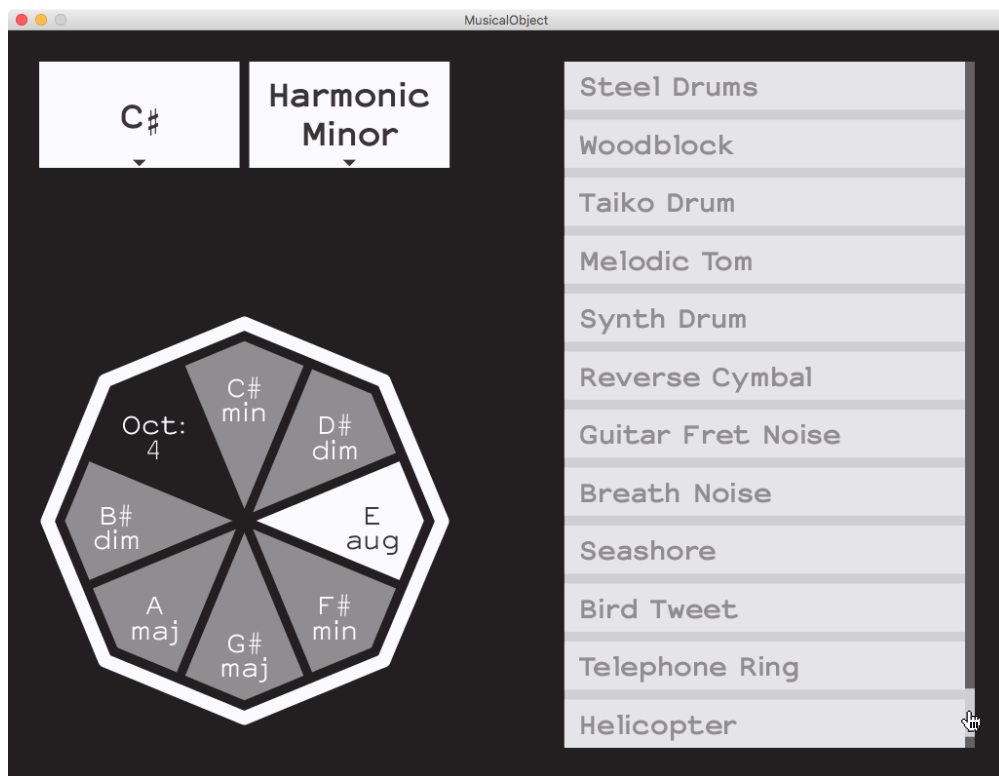 MusicalObject
C♯
Harmonic
Minor
C#
min
D#
dim
E
aug
F#
min
G#
maj
A
maj
B#
dim
Oct:
4
Steel Drums
Woodblock
Taiko Drum
Melodic Tom
Synth Drum
Reverse Cymbal
Guitar Fret Noise
Breath Noise
Seashore
Bird Tweet
Telephone Ring
Helicopter